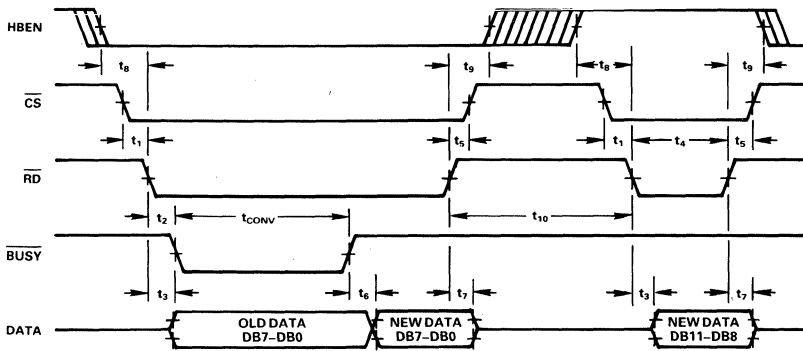 HBEN
t8 t9 t8 t9
CS
t1 t5 t1 t4 t5
RD
t2 tCONV t10
BUSY
t3 t6 t7 t3 t7
DATA
OLD DATA
DB7–DB0
NEW DATA
DB7–DB0
NEW DATA
DB11–DB8